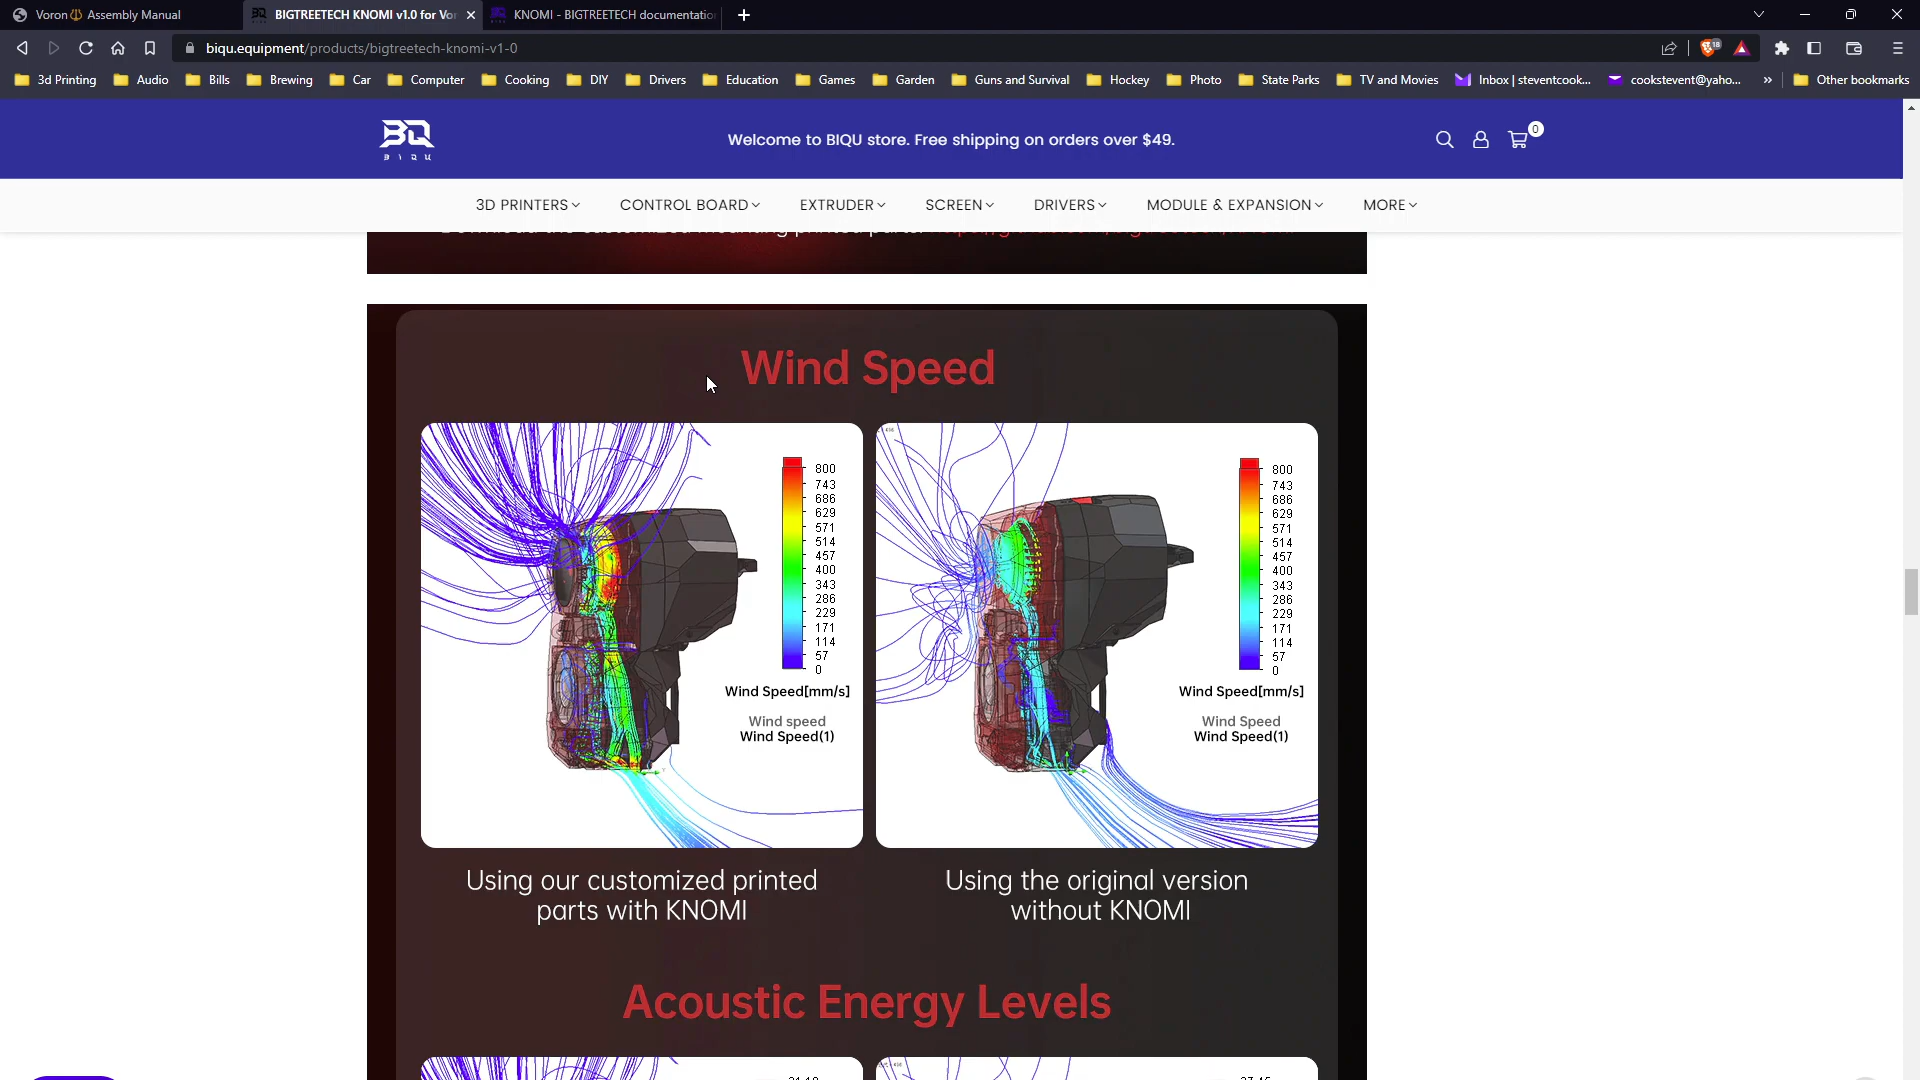 Voron Assembly Manual
BIGTREETECH KNOMI v1.0 for Vor
KNOMI - BIGTREETECH documentatio
biqu.equipment/products/bigtreetech-knomi-v1-0
18
3d Printing
Audio
Bills
Brewing
Car
Computer
Cooking
DIY
Drivers
Education
Games
Garden
Guns and Survival
Hockey
Photo
State Parks
TV and Movies
Inbox | steventcook...
cookstevent@yaho...
»
Other bookmarks
BIQU
Welcome to BIQU store. Free shipping on orders over $49.
0
3D PRINTERS
CONTROL BOARD
EXTRUDER
SCREEN
DRIVERS
MODULE & EXPANSION
MORE
Wind Speed
800
743
686
629
571
514
457
400
343
286
229
171
114
57
0
Wind Speed[mm/s]
Wind speed
Wind Speed(1)
800
743
686
629
571
514
457
400
343
286
229
171
114
57
0
Wind Speed[mm/s]
Wind Speed
Wind Speed(1)
Using our customized printed
parts with KNOMI
Using the original version
without KNOMI
Acoustic Energy Levels